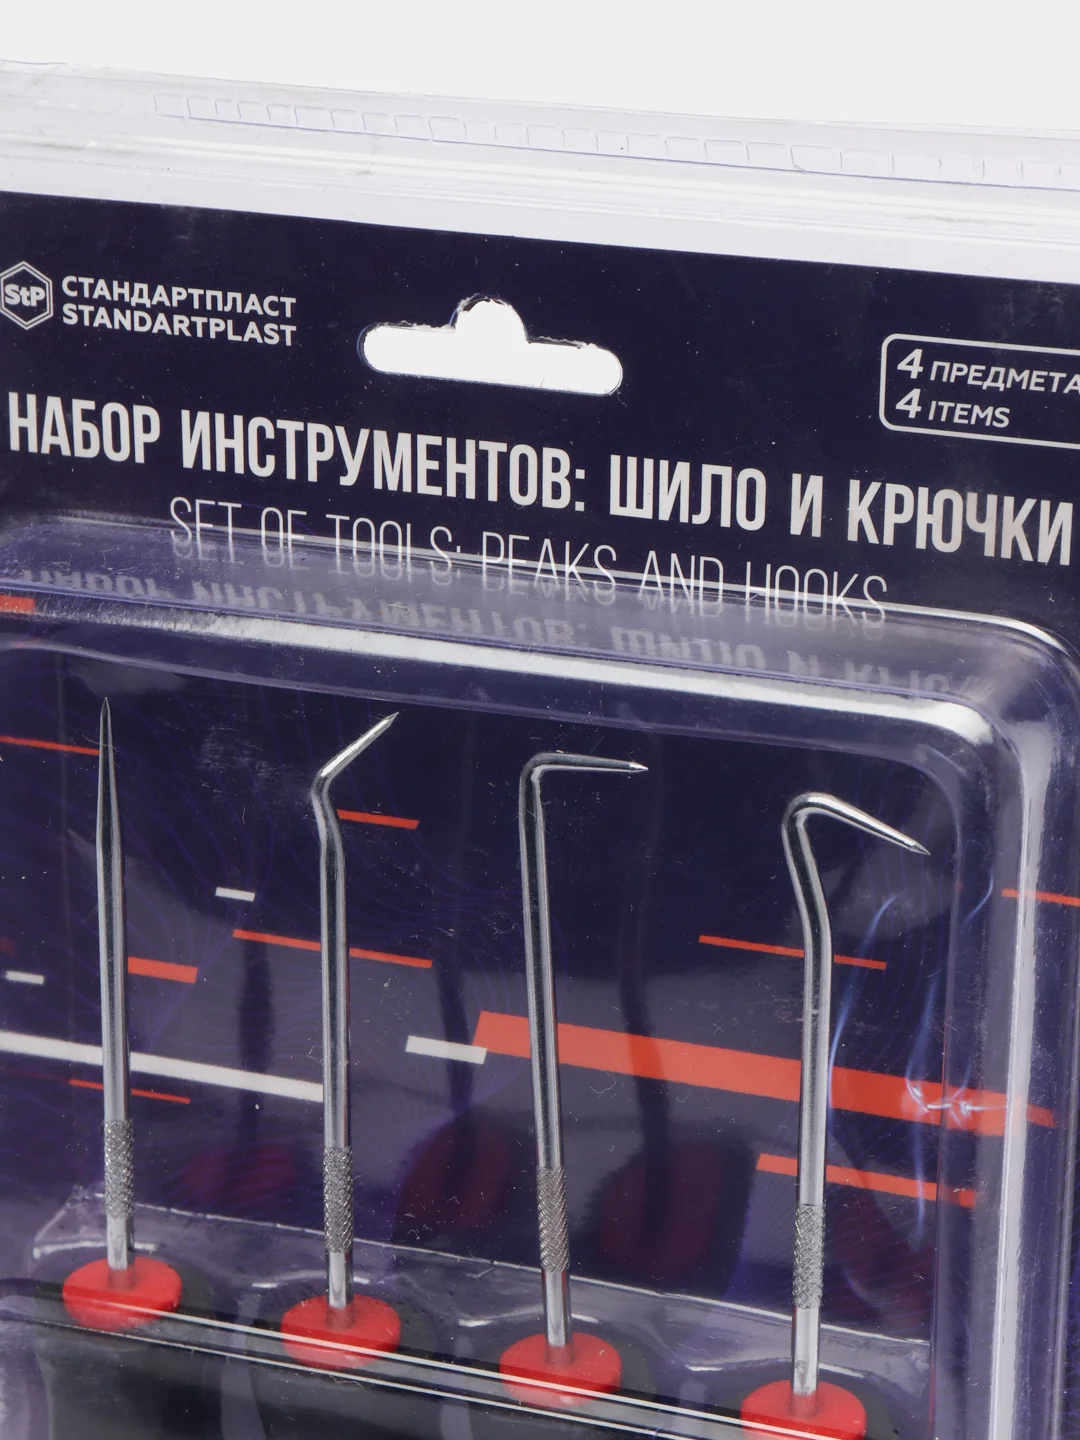 StP
СТАНДАРТПЛАСТ
STANDARTPLAST
4 ПРЕДМЕТА
4 ITEMS
НАБОР ИНСТРУМЕНТОВ: ШИЛО И КРЮЧКИ
SET OF TOOLS: PEAKS AND HOOKS